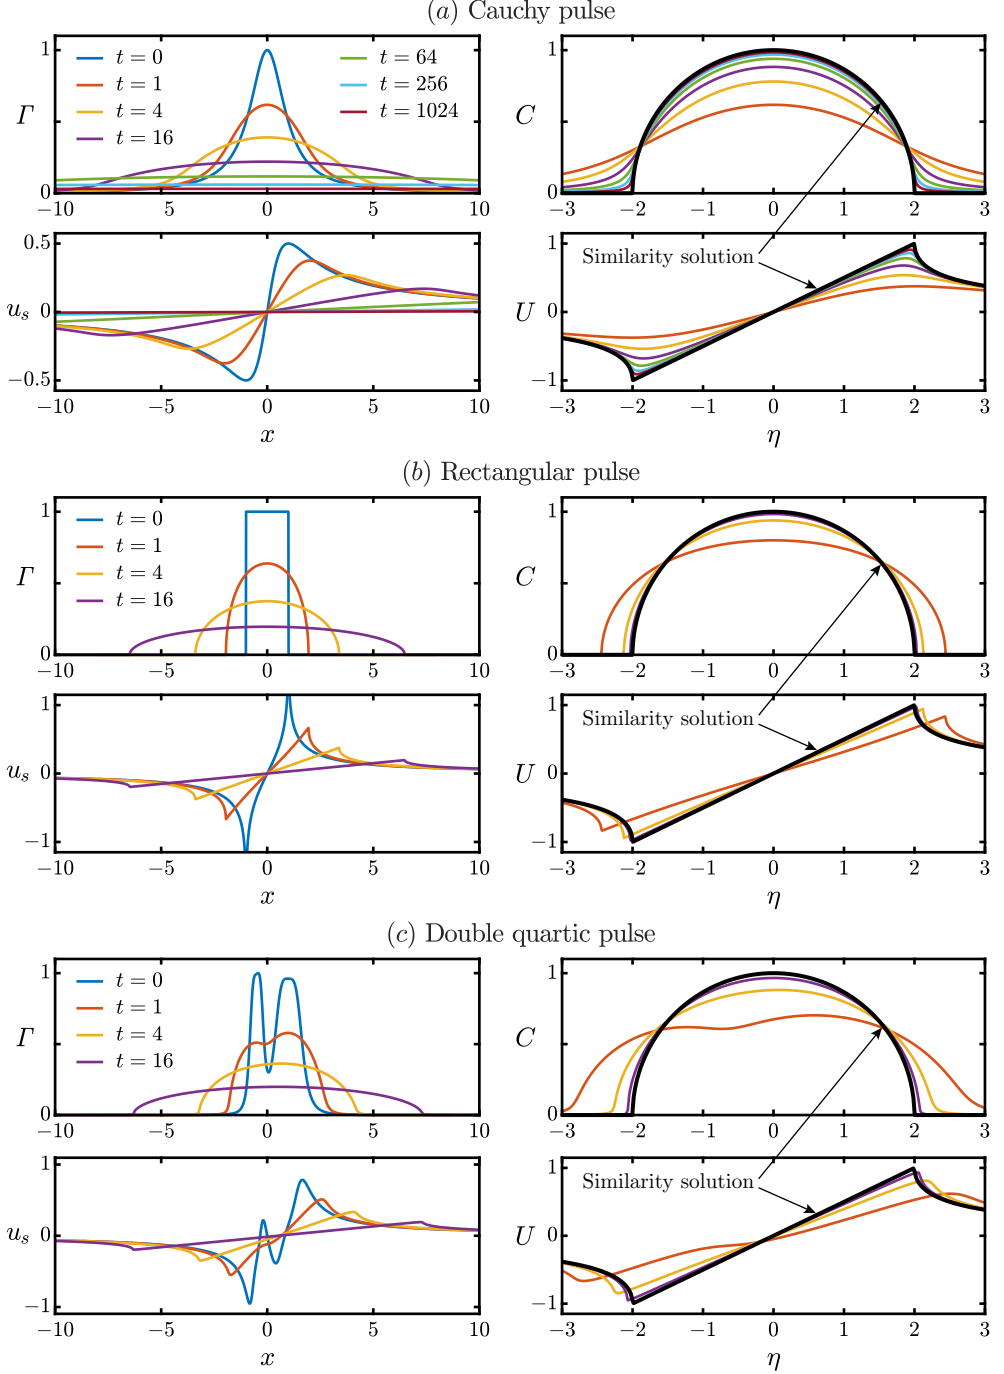 (a) Cauchy pulse
1
Γ
0
t = 0
t = 1
t = 4
t = 16
t = 64
t = 256
t = 1024
−10 −5 0 5 10
1
C
0
−3 −2 −1 0 1 2 3
0.5
u_s 0
−0.5
−10 −5 0 5 10
x
1
U 0
−1
Similarity solution
−3 −2 −1 0 1 2 3
η
(b) Rectangular pulse
1
Γ
0
t = 0
t = 1
t = 4
t = 16
−10 −5 0 5 10
1
C
0
−3 −2 −1 0 1 2 3
1
u_s 0
−1
−10 −5 0 5 10
x
1
U 0
−1
Similarity solution
−3 −2 −1 0 1 2 3
η
(c) Double quartic pulse
1
Γ
0
t = 0
t = 1
t = 4
t = 16
−10 −5 0 5 10
1
C
0
−3 −2 −1 0 1 2 3
1
u_s 0
−1
−10 −5 0 5 10
x
1
U 0
−1
Similarity solution
−3 −2 −1 0 1 2 3
η